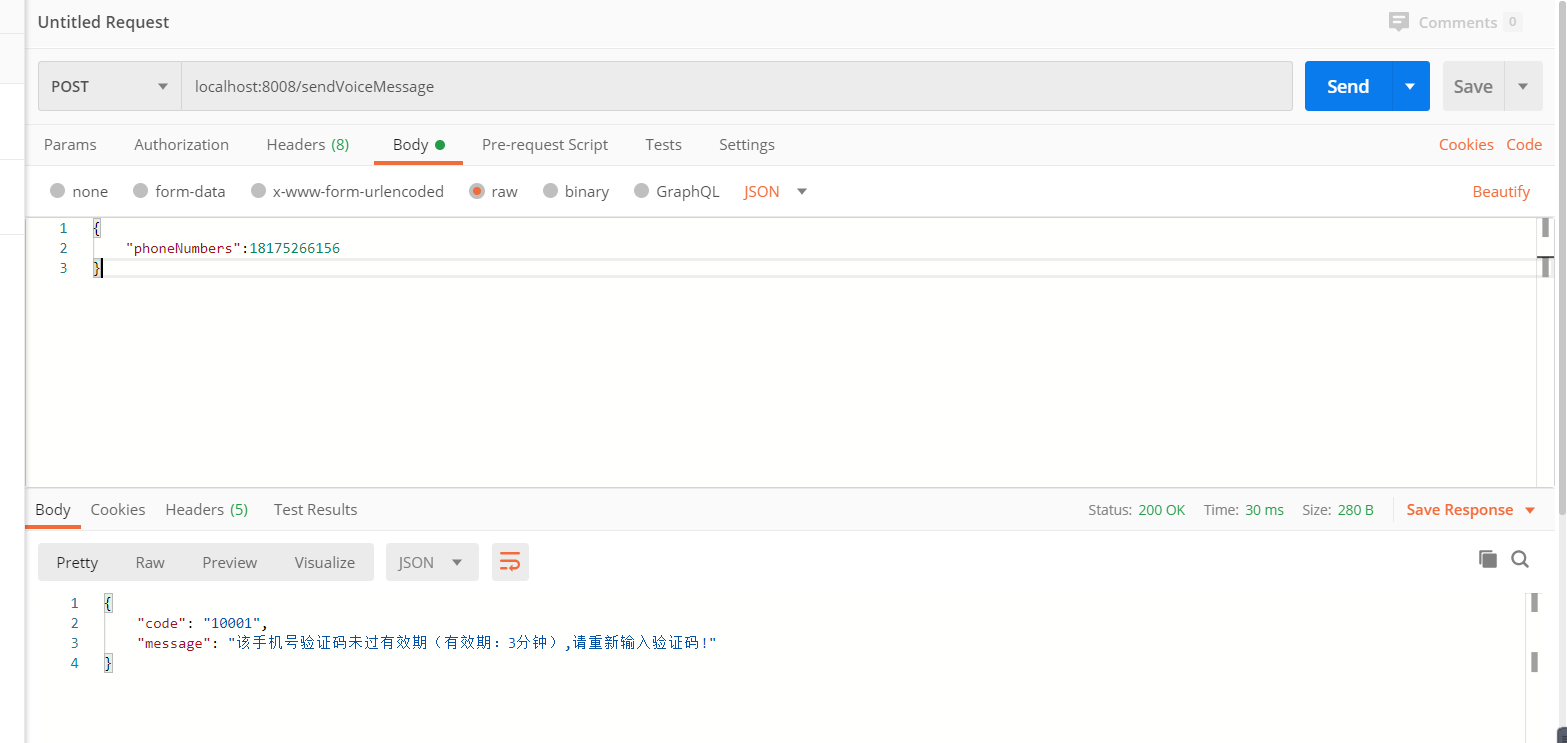 Untitled Request
Comments 0
POST localhost:8008/sendVoiceMessage Send Save
Params Authorization Headers (8) Body Pre-request Script Tests Settings Cookies Code
none form-data x-www-form-urlencoded raw binary GraphQL JSON Beautify
1 {
2 "phoneNumbers":18175266156
3 }
Body Cookies Headers (5) Test Results Status: 200 OK Time: 30 ms Size: 280 B Save Response
Pretty Raw Preview Visualize JSON
1 {
2 "code": "10001",
3 "message": "该手机号验证码未过有效期（有效期：3分钟）,请重新输入验证码!"
4 }